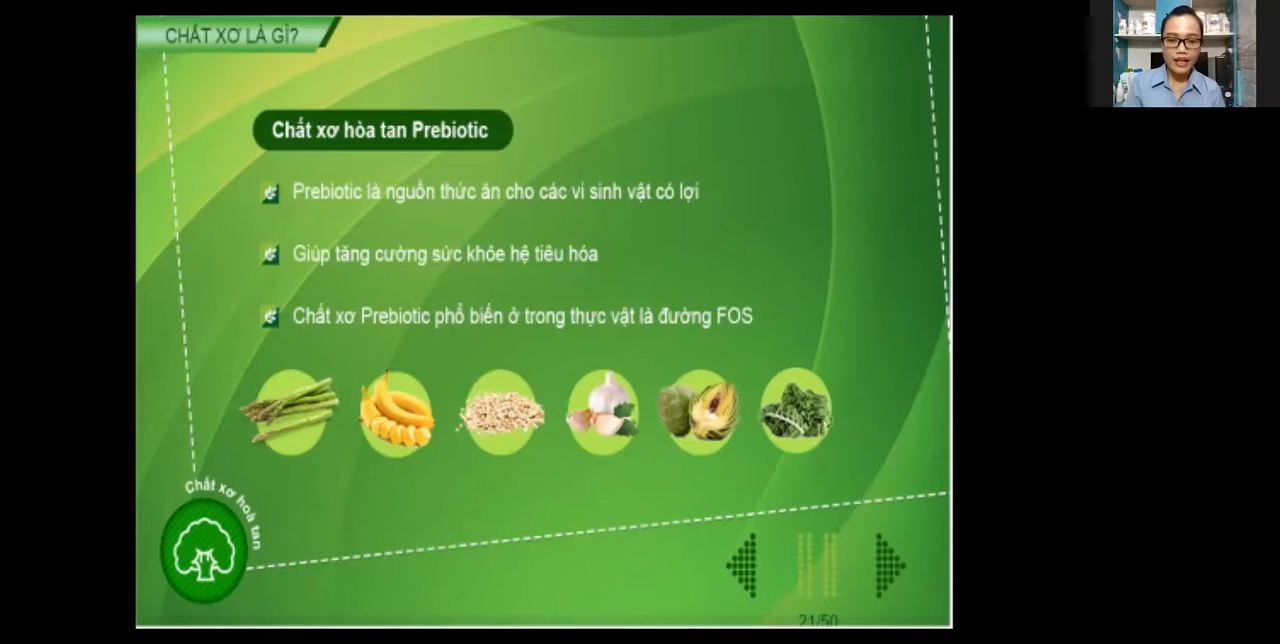 CHẤT XƠ LÀ GÌ?
Chất xơ hòa tan Prebiotic
Prebiotic là nguồn thức ăn cho các vi sinh vật có lợi
Giúp tăng cường sức khỏe hệ tiêu hóa
Chất xơ Prebiotic phổ biến ở trong thực vật là đường FOS
Chất xơ hoà tan
21/50